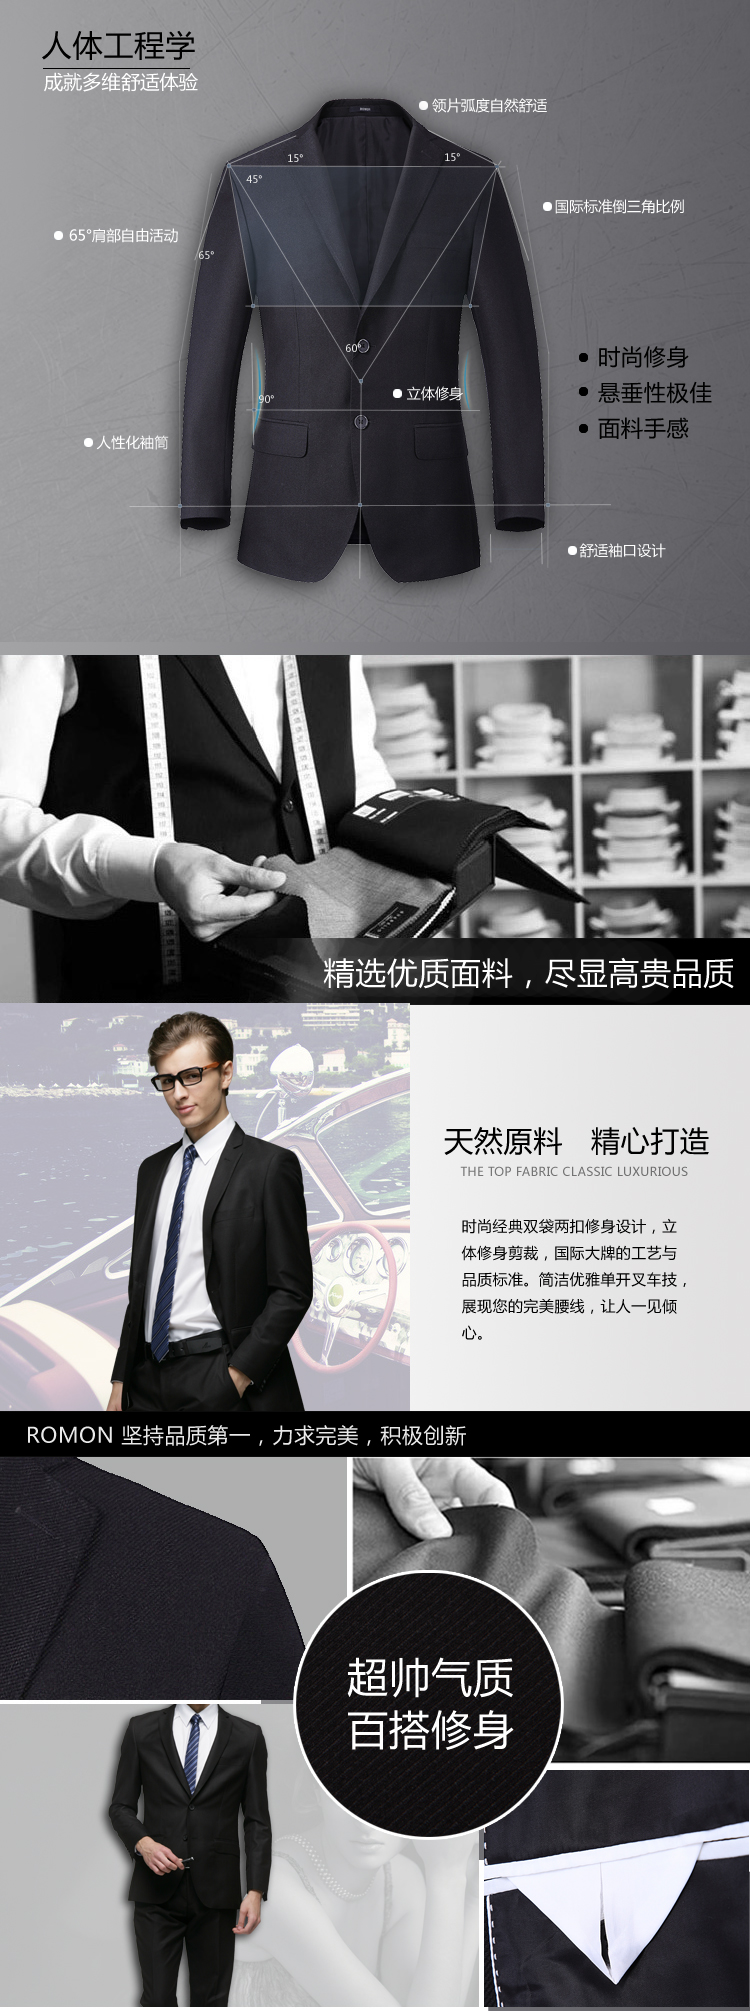 人体工程学
成就多维舒适体验
领片弧度自然舒适
15°
15°
45°
国际标准倒三角比例
65°肩部自由活动
65°
60°
时尚修身
悬垂性极佳
面料手感
立体修身
90°
人性化袖筒
舒适袖口设计
精选优质面料，尽显高贵品质
天然原料 精心打造
THE TOP FABRIC CLASSIC LUXURIOUS
时尚经典双袋两扣修身设计，立
体修身剪裁，国际大牌的工艺与
品质标准。简洁优雅单开叉车技，
展现您的完美腰线，让人一见倾
心。
ROMON 坚持品质第一，力求完美，积极创新
超帅气质
百搭修身